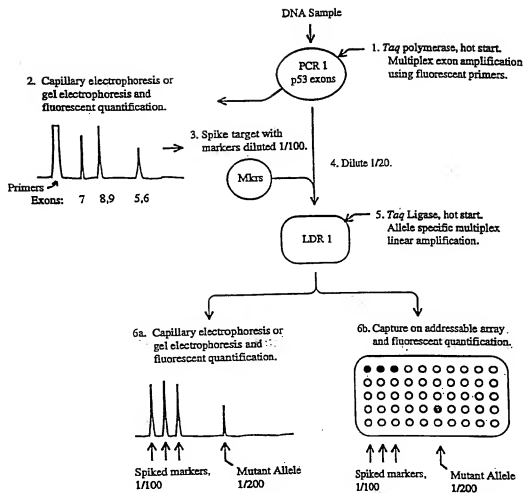 DNA Sample
PCR 1
p53 exons
1. Taq polymerase, hot start.
Multiplex exon amplification
using fluorescent primers.
2. Capillary electrophoresis or
gel electrophoresis and
fluorescent quantification.
3. Spike target with
markers diluted 1/100.
4. Dilute 1/20.
Primers
Exons: 7 8,9 5,6
Mkrs
LDR 1
5. Taq Ligase, hot start.
Allele specific multiplex
linear amplification.
6a. Capillary electrophoresis or
gel electrophoresis and
fluorescent quantification.
6b. Capture on addressable array
and fluorescent quantification.
Spiked markers,
1/100
Mutant Allele
1/200
Spiked markers,
1/100
Mutant Allele
1/200